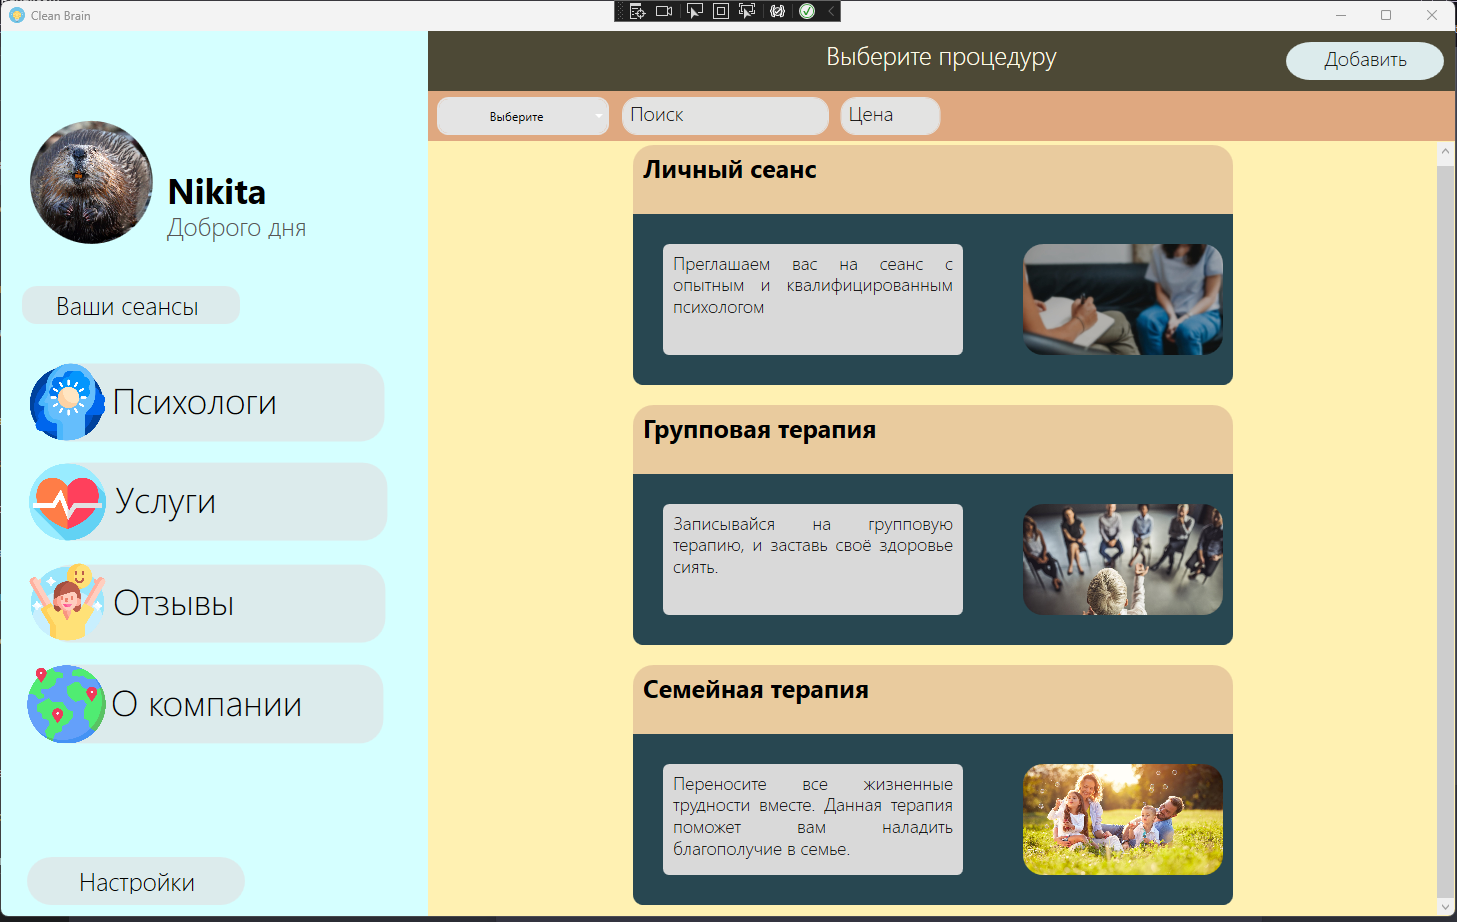 Clean Brain
Выберите процедуру
Добавить
Выберите
Поиск
Цена
Nikita
Доброго дня
Ваши сеансы
Психологи
Услуги
Отзывы
О компании
Настройки
Личный сеанс
Преглашаем вас на сеанс с
опытным и квалифицированным
психологом
Групповая терапия
Записывайся на групповую
терапию, и заставь своё здоровье
сиять.
Семейная терапия
Переносите все жизненные
трудности вместе. Данная терапия
поможет вам наладить
благополучие в семье.